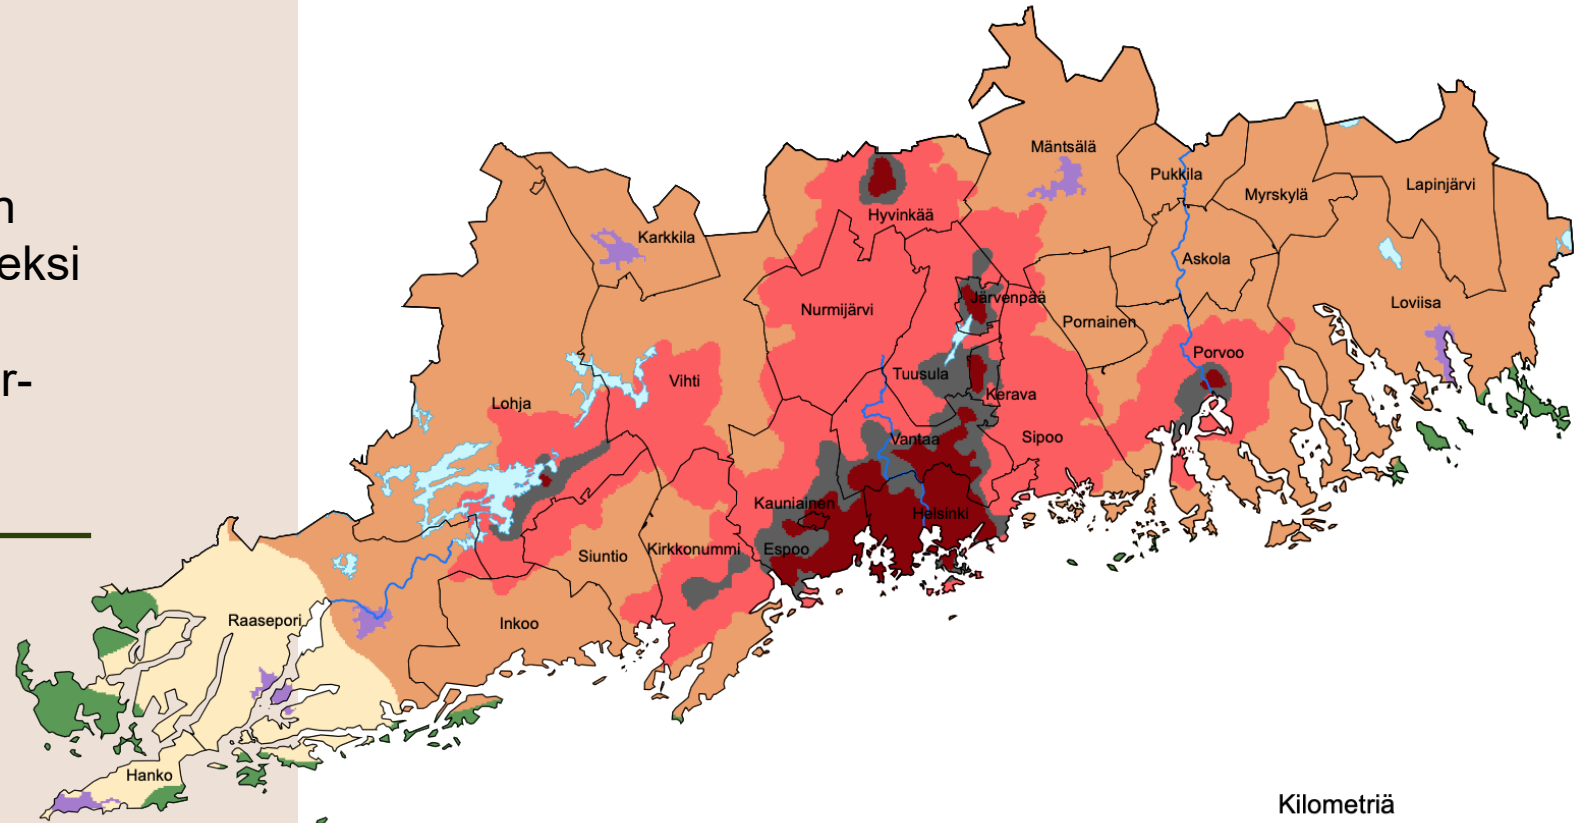 n
eksi
r-
Mäntsälä
Pukkila
Myrskylä
Lapinjärvi
Hyvinkää
Karkkila
Askola
Järvenpää
Loviisa
Nurmijärvi
Pornainen
Porvoo
Vihti
Tuusula
Kerava
Lohja
Vantaa
Sipoo
Kauniainen
Helsinki
Siuntio
Kirkkonummi
Espoo
Raasepori
Inkoo
Hanko
Kilometriä